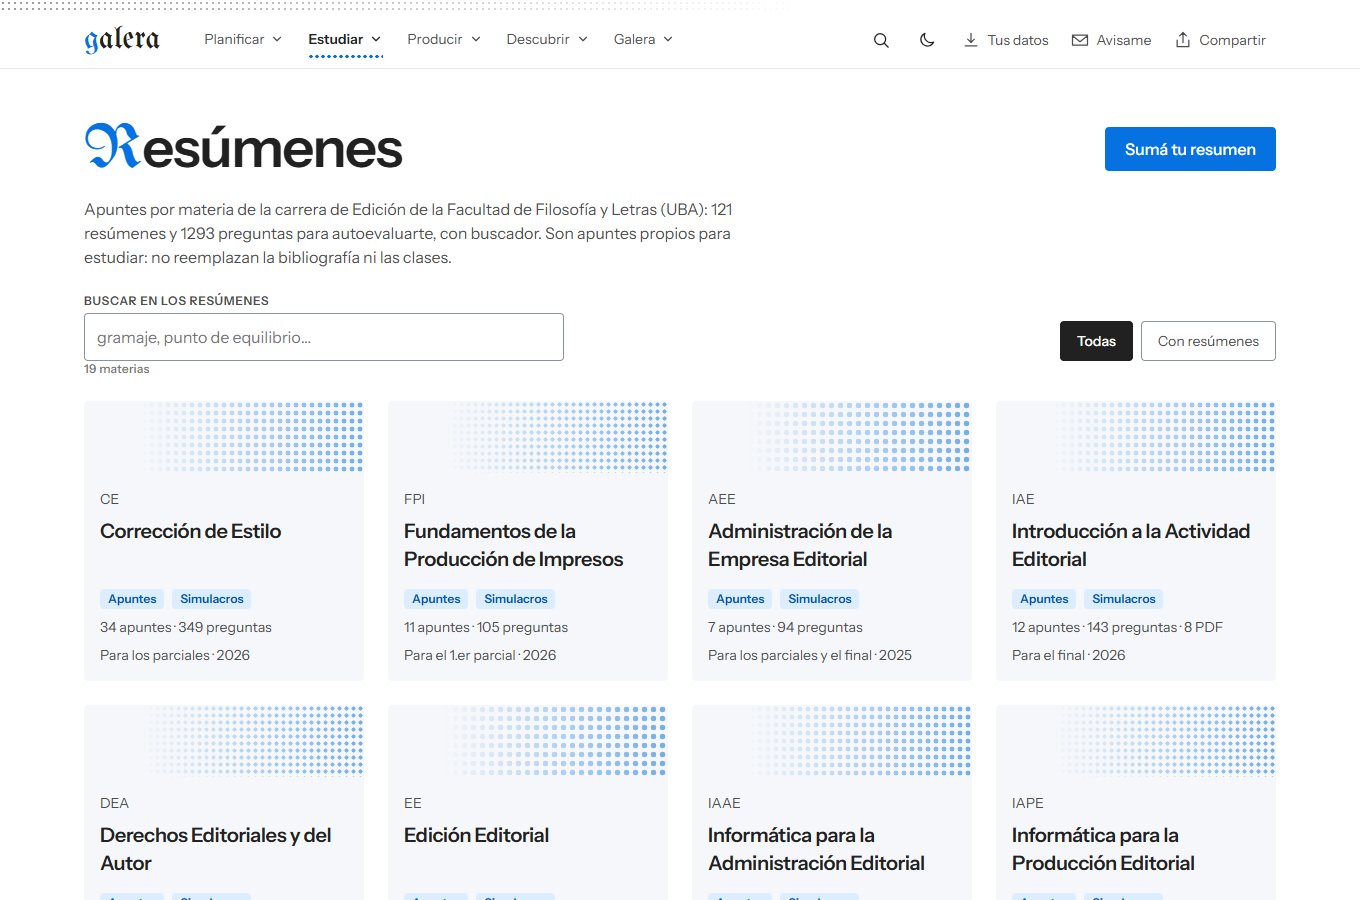 galera
Planificar
Estudiar
Producir
Descubrir
Galera
Tus datos
Avisame
Compartir
Resúmenes
Sumá tu resumen
Apuntes por materia de la carrera de Edición de la Facultad de Filosofía y Letras (UBA): 121
resúmenes y 1293 preguntas para autoevaluarte, con buscador. Son apuntes propios para
estudiar: no reemplazan la bibliografía ni las clases.
BUSCAR EN LOS RESÚMENES
gramaje, punto de equilibrio...
Todas
Con resúmenes
19 materias
CE
Corrección de Estilo
Apuntes
Simulacros
34 apuntes · 349 preguntas
Para los parciales · 2026
FPI
Fundamentos de la
Producción de Impresos
Apuntes
Simulacros
11 apuntes · 105 preguntas
Para el 1.er parcial · 2026
AEE
Administración de la
Empresa Editorial
Apuntes
Simulacros
7 apuntes · 94 preguntas
Para los parciales y el final · 2025
IAE
Introducción a la Actividad
Editorial
Apuntes
Simulacros
12 apuntes · 143 preguntas · 8 PDF
Para el final · 2026
DEA
Derechos Editoriales y del
Autor
EE
Edición Editorial
IAAE
Informática para la
Administración Editorial
IAPE
Informática para la
Producción Editorial